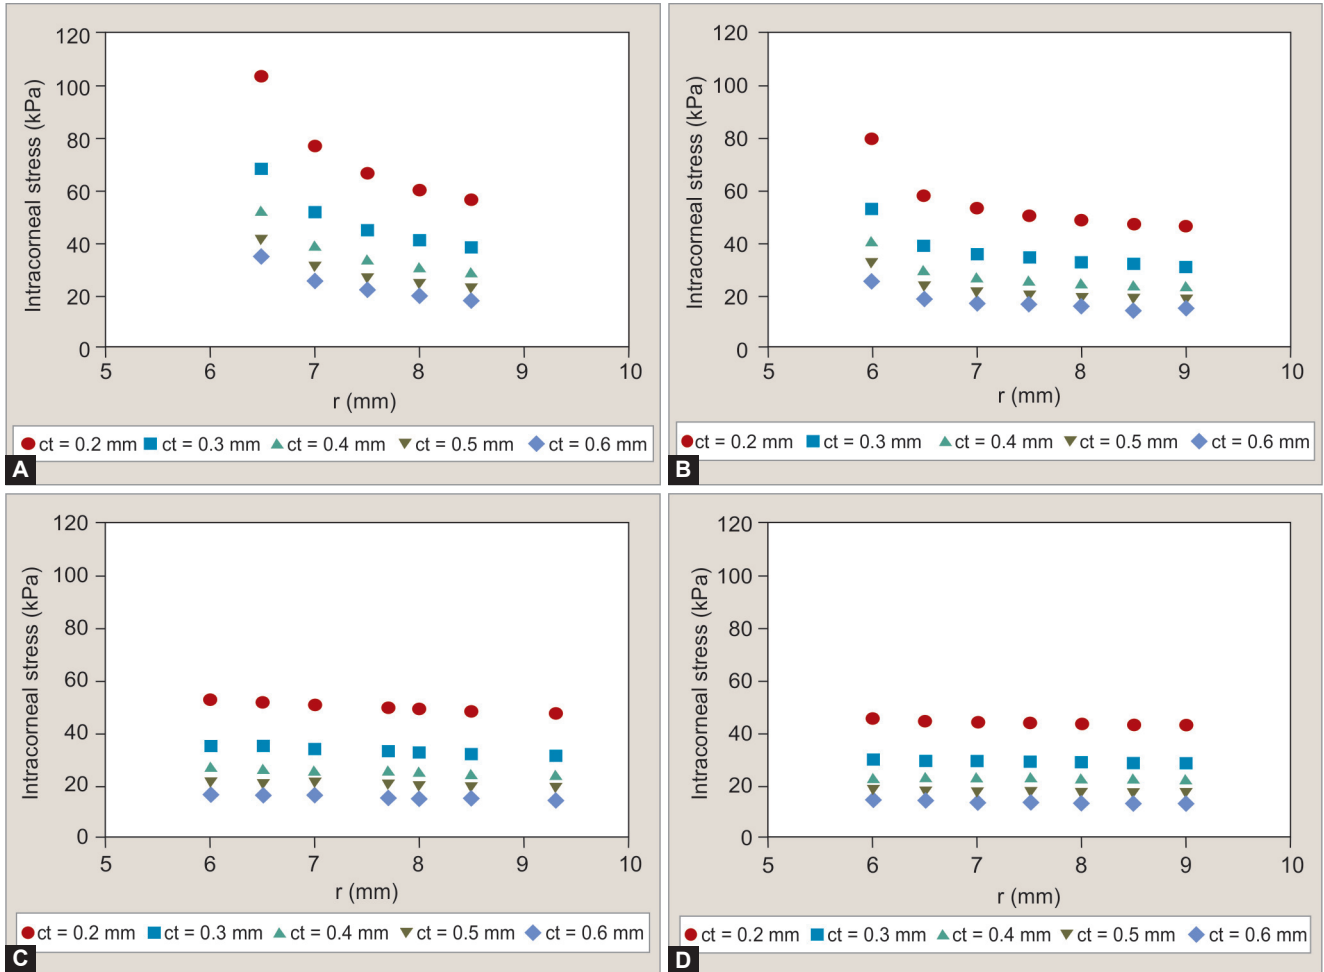 120
100
80
60
40
20
0
Intracorneal stress (kPa)
5 6 7 8 9 10
r (mm)
ct = 0.2 mm ct = 0.3 mm ct = 0.4 mm ct = 0.5 mm ct = 0.6 mm
A
120
100
80
60
40
20
0
Intracorneal stress (kPa)
5 6 7 8 9 10
r (mm)
ct = 0.2 mm ct = 0.3 mm ct = 0.4 mm ct = 0.5 mm ct = 0.6 mm
B
120
100
80
60
40
20
0
Intracorneal stress (kPa)
5 6 7 8 9 10
r (mm)
ct = 0.2 mm ct = 0.3 mm ct = 0.4 mm ct = 0.5 mm ct = 0.6 mm
C
120
100
80
60
40
20
0
Intracorneal stress (kPa)
5 6 7 8 9 10
r (mm)
ct = 0.2 mm ct = 0.3 mm ct = 0.4 mm ct = 0.5 mm ct = 0.6 mm
D